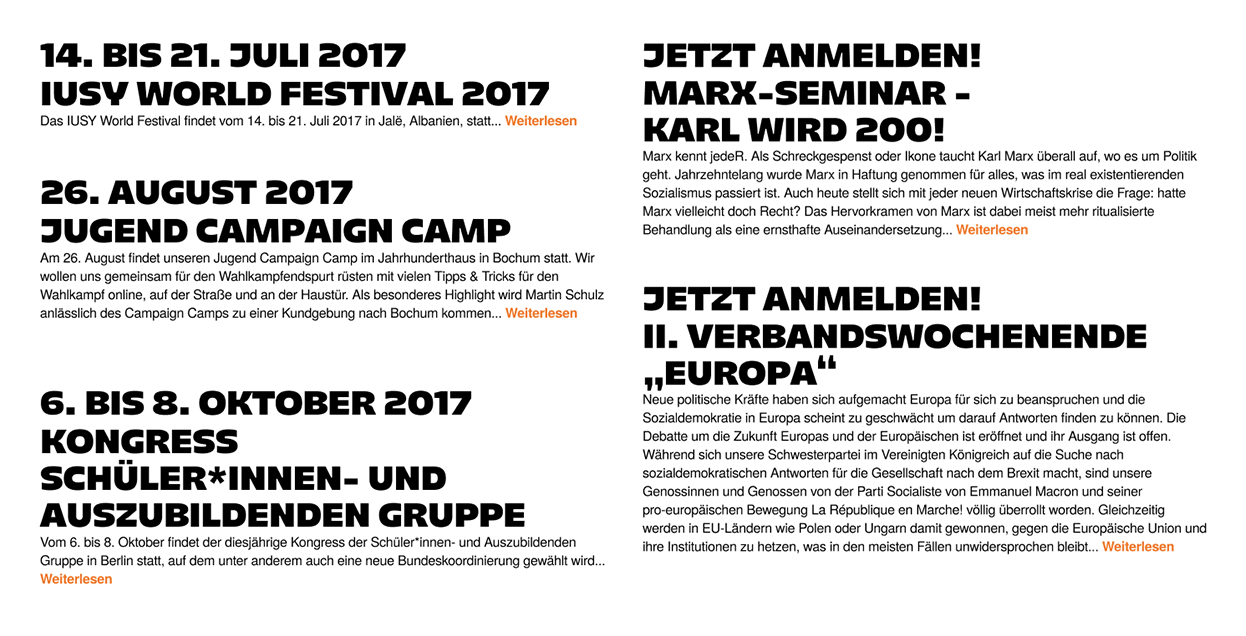 14. BIS 21. JULI 2017
IUSY WORLD FESTIVAL 2017
Das IUSY World Festival findet vom 14. bis 21. Juli 2017 in Jalë, Albanien, statt... Weiterlesen
26. AUGUST 2017
JUGEND CAMPAIGN CAMP
Am 26. August findet unseren Jugend Campaign Camp im Jahrhunderthaus in Bochum statt. Wir
wollen uns gemeinsam für den Wahlkampfendspurt rüsten mit vielen Tipps & Tricks für den
Wahlkampf online, auf der Straße und an der Haustür. Als besonderes Highlight wird Martin Schulz
anlässlich des Campaign Camps zu einer Kundgebung nach Bochum kommen... Weiterlesen
6. BIS 8. OKTOBER 2017
KONGRESS
SCHÜLER*INNEN- UND
AUSZUBILDENDEN GRUPPE
Vom 6. bis 8. Oktober findet der diesjährige Kongress der Schüler*innen- und Auszubildenden
Gruppe in Berlin statt, auf dem unter anderem auch eine neue Bundeskoordinierung gewählt wird...
Weiterlesen
JETZT ANMELDEN!
MARX-SEMINAR -
KARL WIRD 200!
Marx kennt jedeR. Als Schreckgespenst oder Ikone taucht Karl Marx überall auf, wo es um Politik
geht. Jahrzehntelang wurde Marx in Haftung genommen für alles, was im real existentierenden
Sozialismus passiert ist. Auch heute stellt sich mit jeder neuen Wirtschaftskrise die Frage: hatte
Marx vielleicht doch Recht? Das Hervorkramen von Marx ist dabei meist mehr ritualisierte
Behandlung als eine ernsthafte Auseinandersetzung... Weiterlesen
JETZT ANMELDEN!
II. VERBANDSWOCHENENDE
„EUROPA“
Neue politische Kräfte haben sich aufgemacht Europa für sich zu beanspruchen und die
Sozialdemokratie in Europa scheint zu geschwächt um darauf Antworten finden zu können. Die
Debatte um die Zukunft Europas und der Europäischen ist eröffnet und ihr Ausgang ist offen.
Während sich unsere Schwesterpartei im Vereinigten Königreich auf die Suche nach
sozialdemokratischen Antworten für die Gesellschaft nach dem Brexit macht, sind unsere
Genossinnen und Genossen von der Parti Socialiste von Emmanuel Macron und seiner
pro-europäischen Bewegung La République en Marche! völlig überrollt worden. Gleichzeitig
werden in EU-Ländern wie Polen oder Ungarn damit gewonnen, gegen die Europäische Union und
ihre Institutionen zu hetzen, was in den meisten Fällen unwidersprochen bleibt... Weiterlesen